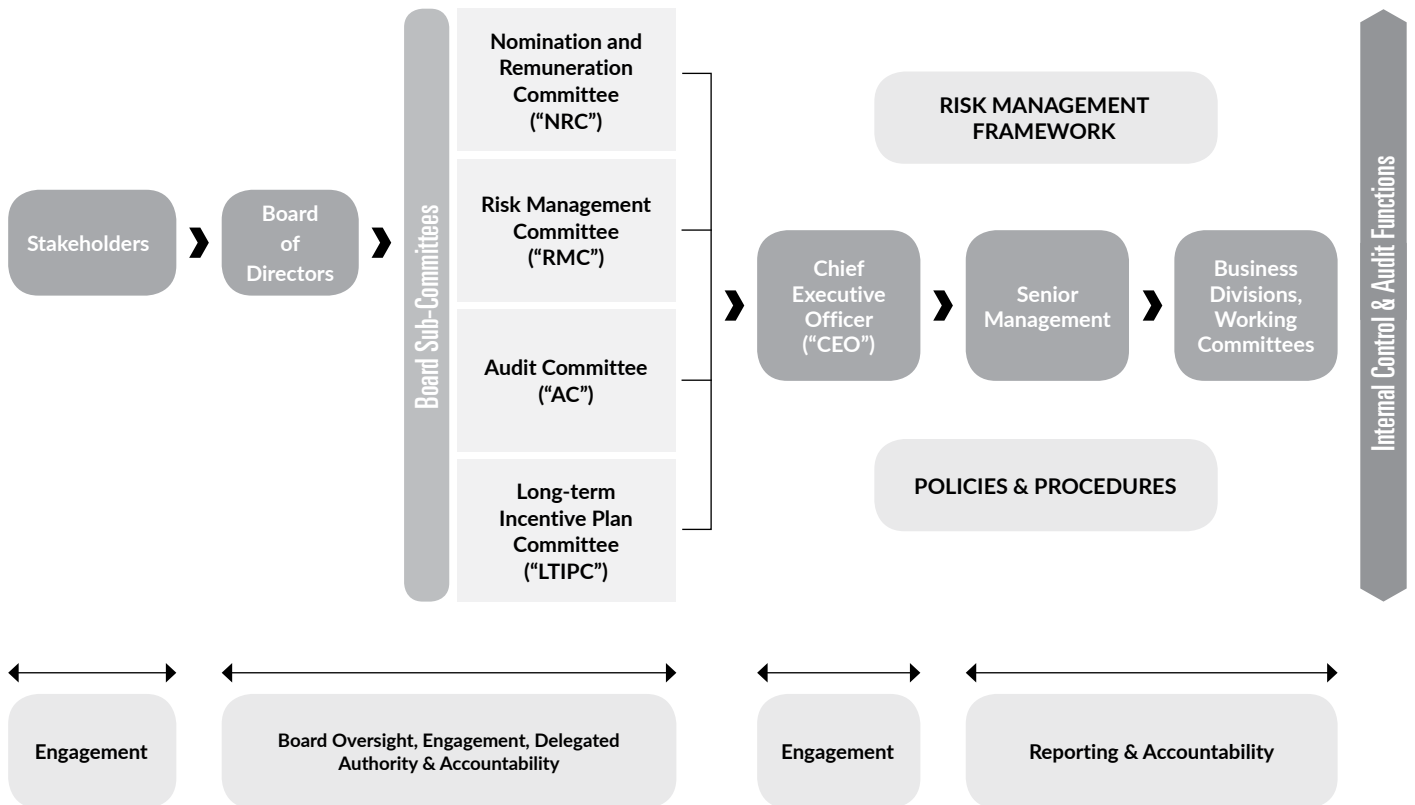 Stakeholders
Board
of
Directors
Board Sub-Committees
Nomination and
Remuneration
Committee
(“NRC”)
Risk Management
Committee
(“RMC”)
Audit Committee
(“AC”)
Long-term
Incentive Plan
Committee
(“LTIPC”)
RISK MANAGEMENT
FRAMEWORK
Chief
Executive
Officer
(“CEO”)
Senior
Management
Business
Divisions,
Working
Committees
POLICIES & PROCEDURES
Internal Control & Audit Functions
Engagement
Board Oversight, Engagement, Delegated
Authority & Accountability
Engagement
Reporting & Accountability